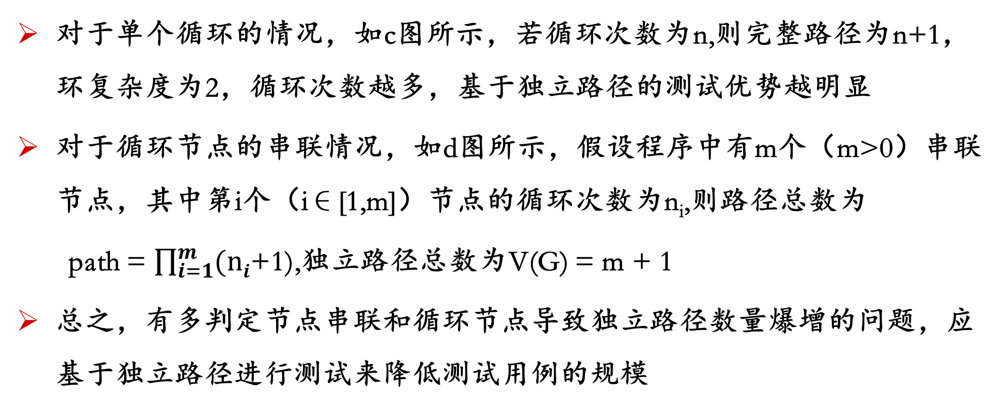 ➢ 对于单个循环的情况，如c图所示，若循环次数为n,则完整路径为n+1，
环复杂度为2，循环次数越多，基于独立路径的测试优势越明显
➢ 对于循环节点的串联情况，如d图所示，假设程序中有m个（m>0）串联
节点，其中第i个（i∈[1,m]）节点的循环次数为nᵢ,则路径总数为
path = ∏ᵢ₌₁ᵐ(nᵢ+1),独立路径总数为V(G) = m + 1
➢ 总之，有多判定节点串联和循环节点导致独立路径数量爆增的问题，应
基于独立路径进行测试来降低测试用例的规模